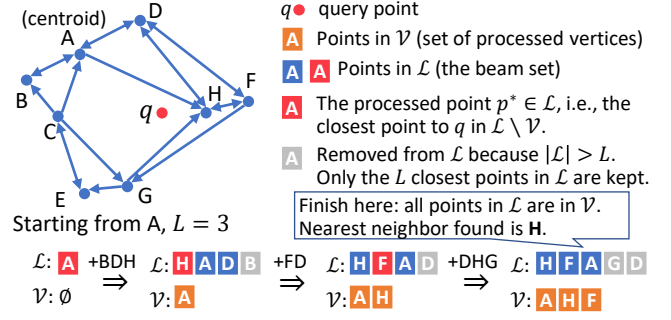 (centroid)
A
D
B
C
q
H
F
E
G
q query point
A Points in 𝒱 (set of processed vertices)
A A Points in ℒ (the beam set)
A The processed point p* ∈ ℒ, i.e., the
closest point to q in ℒ \ 𝒱.
A Removed from ℒ because |ℒ| > L.
Only the L closest points in ℒ are kept.
Starting from A, L = 3
Finish here: all points in ℒ are in 𝒱.
Nearest neighbor found is H.
ℒ: A +BDH ⇒ ℒ: H A D B +FD ⇒ ℒ: H F A D +DHG ⇒ ℒ: H F A G D
𝒱: ∅ 𝒱: A 𝒱: A H 𝒱: A H F